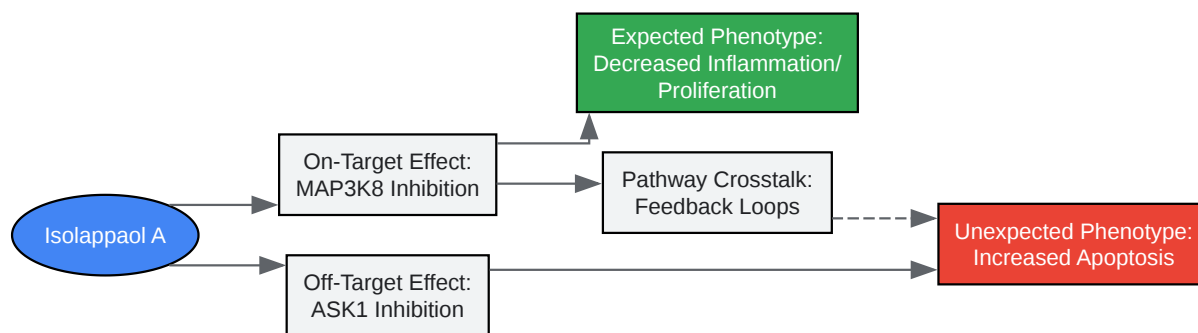 Expected Phenotype:
Decreased Inflammation/
Proliferation
On-Target Effect:
MAP3K8 Inhibition
Pathway Crosstalk:
Feedback Loops
Isolappaol A
Unexpected Phenotype:
Increased Apoptosis
Off-Target Effect:
ASK1 Inhibition